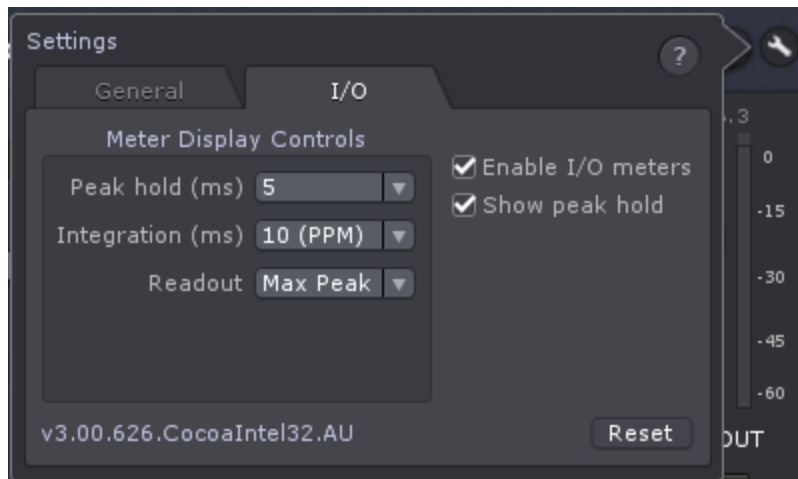 Settings
?
General
I/O
Meter Display Controls
Peak hold (ms) 5
Integration (ms) 10 (PPM)
Readout Max Peak
Enable I/O meters
Show peak hold
v3.00.626.CocoaIntel32.AU
Reset
.3
0
-15
-30
-45
-60
OUT